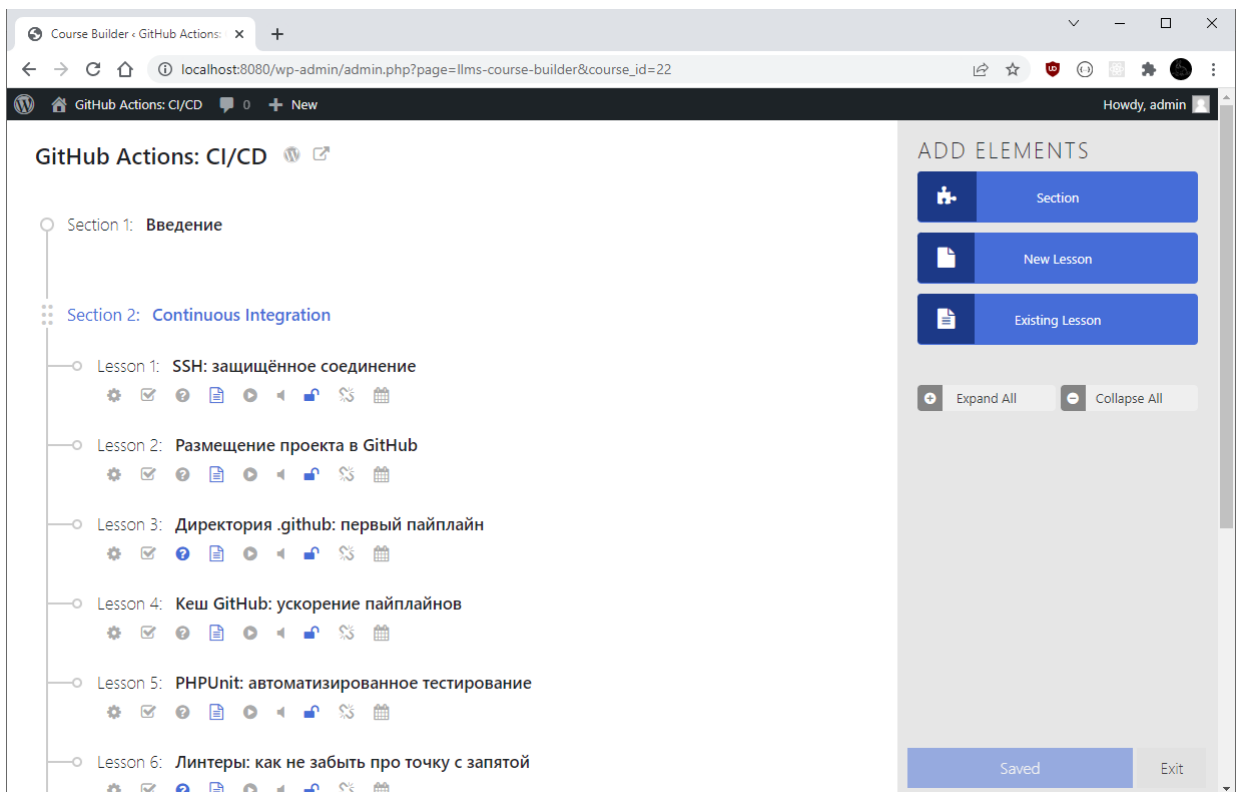 Course Builder ‹ GitHub Actions:
localhost:8080/wp-admin/admin.php?page=llms-course-builder&course_id=22
GitHub Actions: CI/CD 0 + New Howdy, admin
GitHub Actions: CI/CD
ADD ELEMENTS
Section
Section 1: Введение
New Lesson
Section 2: Continuous Integration
Existing Lesson
Lesson 1: SSH: защищённое соединение
Expand All Collapse All
Lesson 2: Размещение проекта в GitHub
Lesson 3: Директория .github: первый пайплайн
Lesson 4: Кеш GitHub: ускорение пайплайнов
Lesson 5: PHPUnit: автоматизированное тестирование
Lesson 6: Линтеры: как не забыть про точку с запятой
Saved Exit